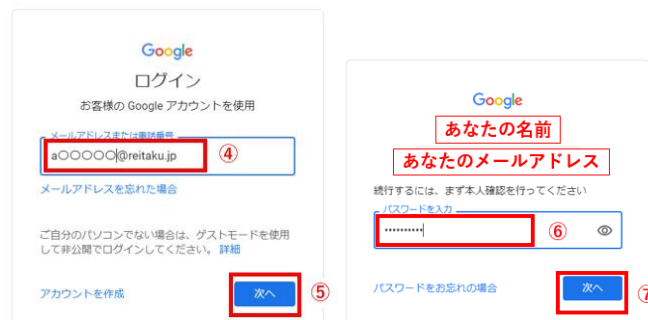 Google
ログイン
お客様の Google アカウントを使用
メールアドレスまたは電話番号
a〇〇〇〇〇@reitaku.jp
④
メールアドレスを忘れた場合
ご自分のパソコンでない場合は、ゲストモードを使用
して非公開でログインしてください。 詳細
アカウントを作成
次へ
⑤
Google
あなたの名前
あなたのメールアドレス
続行するには、まず本人確認を行ってください
パスワードを入力
••••••••••
⑥
パスワードをお忘れの場合
次へ
⑦